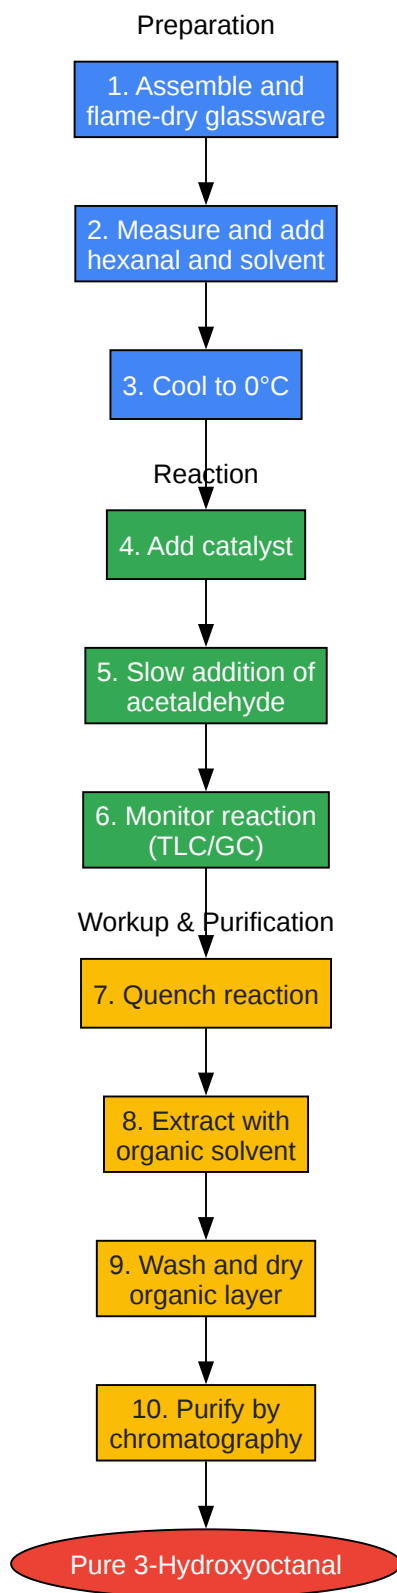 Preparation
1. Assemble and
flame-dry glassware
2. Measure and add
hexanal and solvent
3. Cool to 0°C
Reaction
4. Add catalyst
5. Slow addition of
acetaldehyde
6. Monitor reaction
(TLC/GC)
Workup & Purification
7. Quench reaction
8. Extract with
organic solvent
9. Wash and dry
organic layer
10. Purify by
chromatography
Pure 3-Hydroxyoctanal